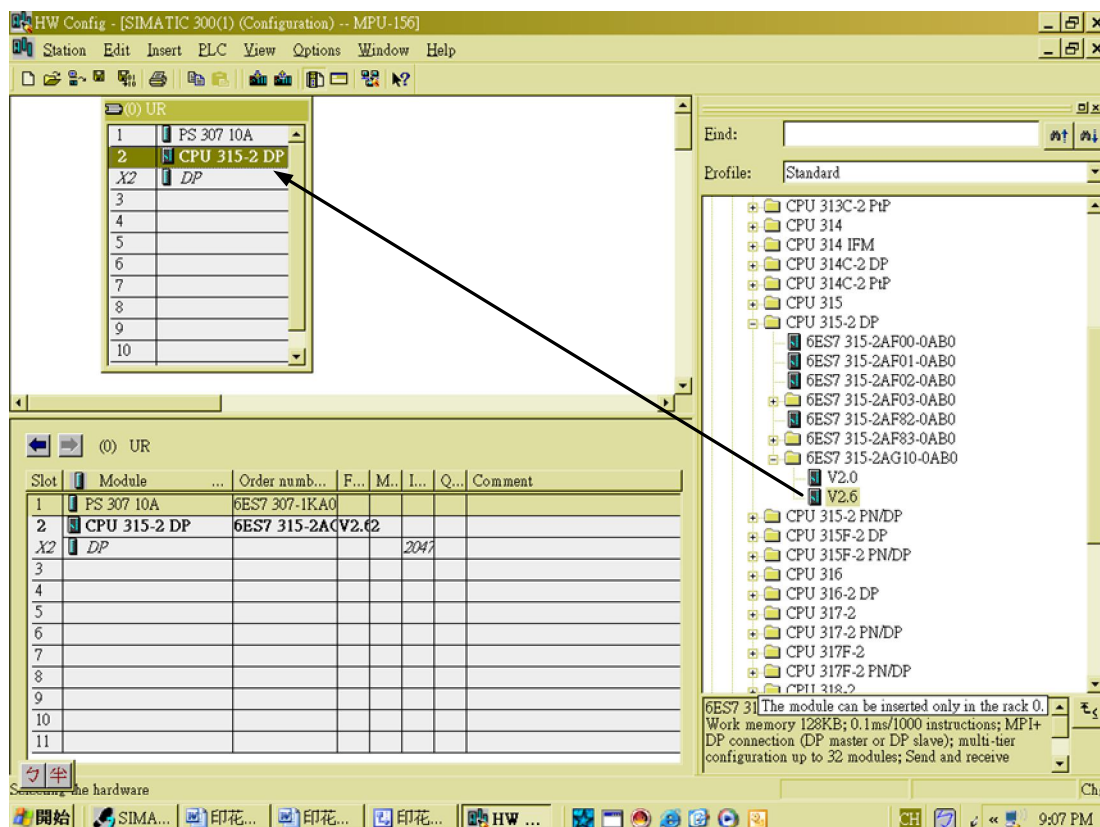 HW Config - [SIMATIC 300(1) (Configuration) -- MPU-156]
Station Edit Insert PLC View Options Window Help
(0) UR
1 PS 307 10A
2 CPU 315-2 DP
X2 DP
3
4
5
6
7
8
9
10
Find:
Profile: Standard
CPU 313C-2 PtP
CPU 314
CPU 314 IFM
CPU 314C-2 DP
CPU 314C-2 PtP
CPU 315
CPU 315-2 DP
6ES7 315-2AF00-0AB0
6ES7 315-2AF01-0AB0
6ES7 315-2AF02-0AB0
6ES7 315-2AF03-0AB0
6ES7 315-2AF82-0AB0
6ES7 315-2AF83-0AB0
6ES7 315-2AG10-0AB0
V2.0
V2.6
CPU 315-2 PN/DP
CPU 315F-2 DP
CPU 315F-2 PN/DP
CPU 316
CPU 316-2 DP
CPU 317-2
CPU 317-2 PN/DP
CPU 317F-2
CPU 317F-2 PN/DP
CPU 318-2
(0) UR
Slot Module ... Order numb... F... M... I... Q... Comment
1 PS 307 10A 6ES7 307-1KA0
2 CPU 315-2 DP 6ES7 315-2AG V2.6 2
X2 DP 2047
3
4
5
6
7
8
9
10
11
6ES7 31
The module can be inserted only in the rack 0.
Work memory 128KB; 0.1ms/1000 instructions; MPI+
DP connection (DP master or DP slave); multi-tier
configuration up to 32 modules; Send and receive
ㄅ 半
the hardware
Ch
開始 SIMA... 印花... 印花... 印花... HW ... CH « 9:07 PM